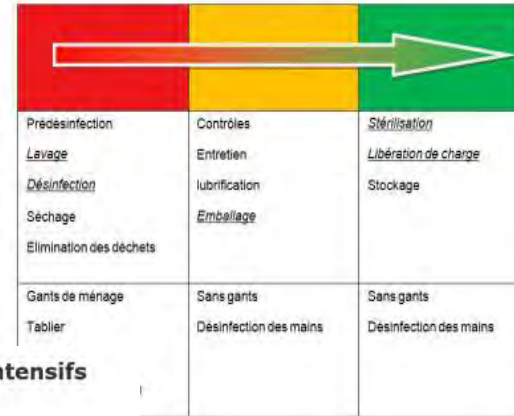 Prédésinfection
Lavage
Désinfection
Séchage
Elimination des déchets
Contrôles
Entretien
lubrification
Emballage
Stérilisation
Libération de charge
Stockage
Gants de ménage
Tablier
Sans gants
Désinfection des mains
Sans gants
Désinfection des mains
ntensifs